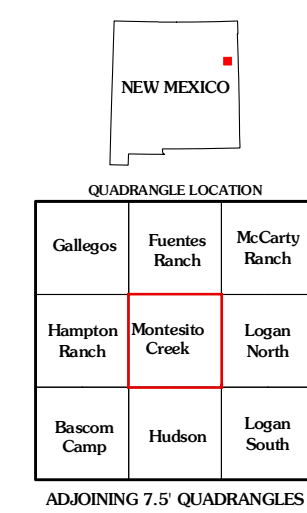 NEW MEXICO
QUADRANGLE LOCATION
Gallegos
Fuentes
Ranch
McCarty
Ranch
Hampton
Ranch
Montesito
Creek
Logan
North
Bascom
Camp
Hudson
Logan
South
ADJOINING 7.5' QUADRANGLES